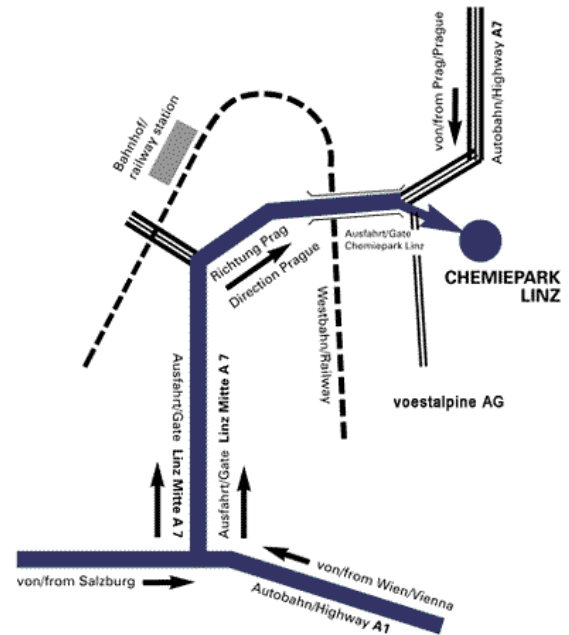 von/from Prag/Prague
Autobahn/Highway A7
Bahnhof/
railway station
Richtung Prag
Direction Prague
Ausfahrt/Gate
Chemiepark Linz
CHEMIEPARK
LINZ
Westbahn/Railway
voestalpine AG
Ausfahrt/Gate Linz Mitte A 7
Ausfahrt/Gate Linz Mitte A 7
von/from Salzburg
von/from Wien/Vienna
Autobahn/Highway A1